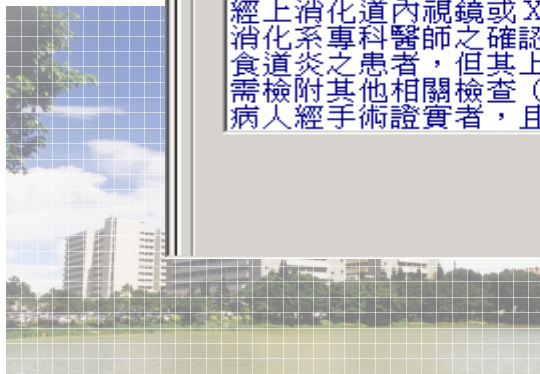 經上消化道內視鏡或X
消化系專科醫師之確認
食道炎之患者，但其上
需檢附其他相關檢查（
病人經手術證實者，且